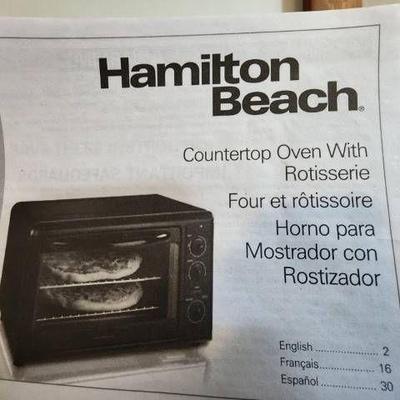 Hamilton
Beach®
Countertop Oven With
Rotisserie
Four et rôtissoire
Horno para
Mostrador con
Rostizador
English.................. 2
Français................. 16
Español................. 30